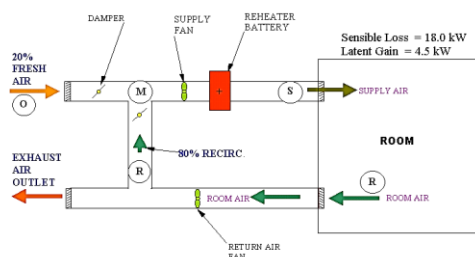 DAMPER
SUPPLY
FAN
REHEATER
BATTERY
Sensible Loss = 18.0 kW
Latent Gain = 4.5 kW
20%
FRESH
AIR
O
M
S
SUPPLY AIR
ROOM
EXHAUST
AIR
OUTLET
80% RECIRC.
R
ROOM AIR
R
ROOM AIR
RETURN AIR
FAN